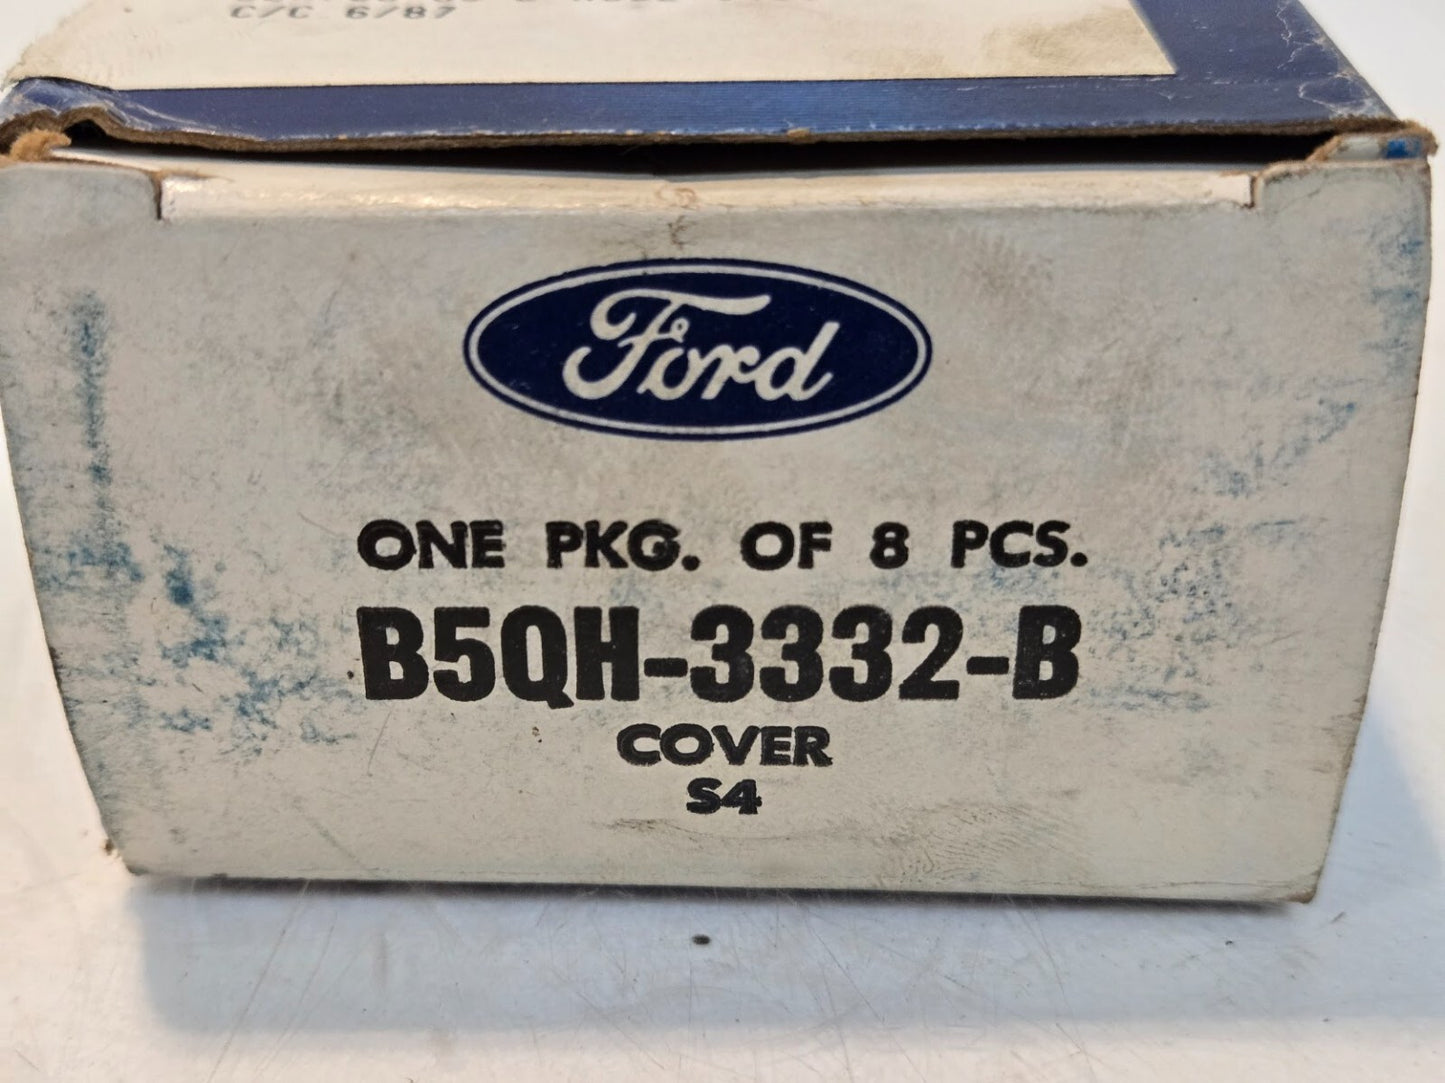 C/C 6/87
Ford
ONE PKG. OF 8 PCS.
B5QH-3332-B
COVER
S4